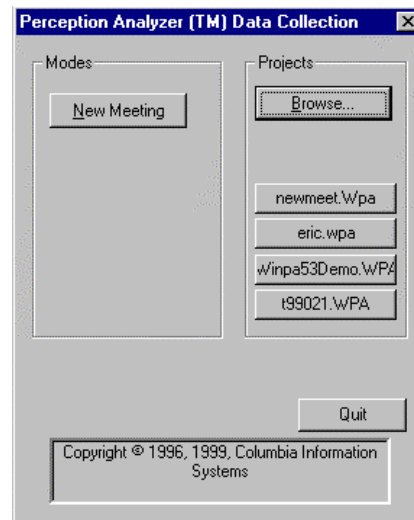 Perception Analyzer (TM) Data Collection
Modes
New Meeting
Projects
Browse...
newmeet.Wpa
eric.wpa
Winpa53Demo.WPA
t99021.WPA
Quit
Copyright © 1996, 1999, Columbia Information
Systems